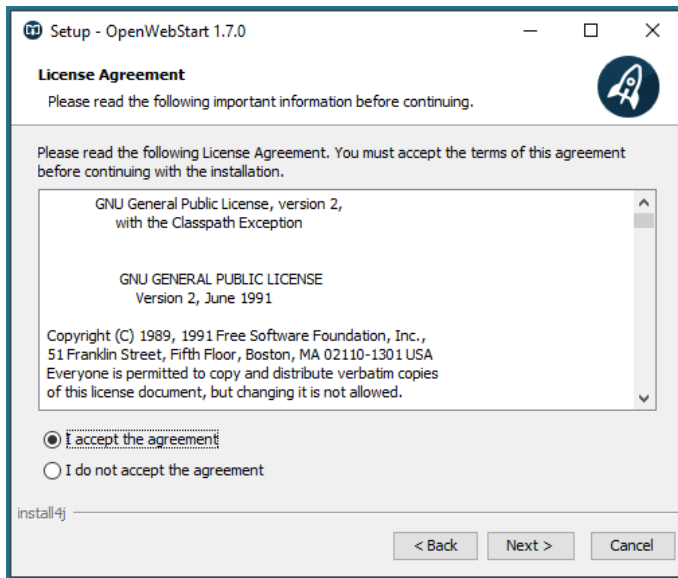 Setup - OpenWebStart 1.7.0
License Agreement
Please read the following important information before continuing.
Please read the following License Agreement. You must accept the terms of this agreement
before continuing with the installation.
GNU General Public License, version 2,
with the Classpath Exception
GNU GENERAL PUBLIC LICENSE
Version 2, June 1991
Copyright (C) 1989, 1991 Free Software Foundation, Inc.,
51 Franklin Street, Fifth Floor, Boston, MA 02110-1301 USA
Everyone is permitted to copy and distribute verbatim copies
of this license document, but changing it is not allowed.
I accept the agreement
I do not accept the agreement
install4j
< Back Next > Cancel